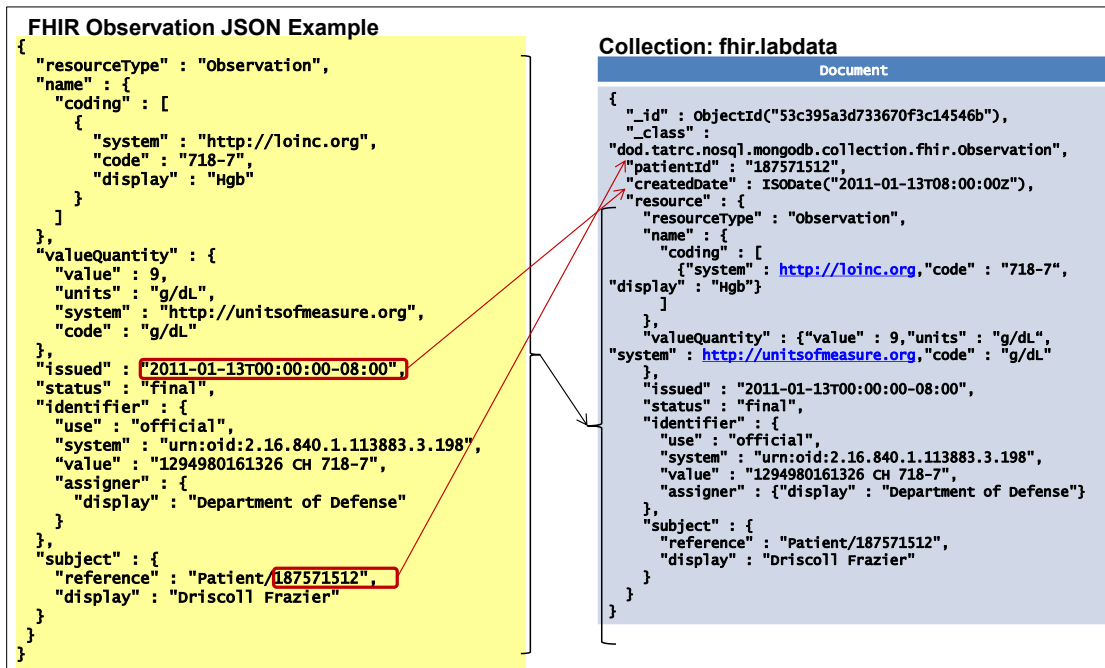 FHIR Observation JSON Example
{
"resourceType" : "Observation",
"name" : {
"coding" : [
{
"system" : "http://loinc.org",
"code" : "718-7",
"display" : "Hgb"
}
]
},
“valueQuantity" : {
"value" : 9,
"units" : "g/dL",
"system" : "http://unitsofmeasure.org",
"code" : "g/dL"
},
"issued" : "2011-01-13T00:00:00-08:00",
"status" : "final",
"identifier" : {
"use" : "official",
"system" : "urn:oid:2.16.840.1.113883.3.198",
“value" : "1294980161326 CH 718-7",
"assigner" : {
"display" : "Department of Defense"
}
},
"subject" : {
"reference" : "Patient/187571512",
"display" : "Driscoll Frazier"
}
}
}
Collection: fhir.labdata
Document
{
"_id" : ObjectId("53c395a3d733670f3c14546b"),
"_class" :
"dod.tatrc.nosql.mongodb.collection.fhir.Observation",
"patientId" : "187571512",
"createdDate" : ISODate("2011-01-13T08:00:00Z"),
"resource" : {
"resourceType" : "Observation",
"name" : {
"coding" : [
{"system" : http://loinc.org,"code" : "718-7“,
"display" : "Hgb”}
]
},
"valueQuantity" : {“value" : 9,"units" : "g/dL“,
"system" : http://unitsofmeasure.org,"code" : "g/dL"
},
"issued" : "2011-01-13T00:00:00-08:00",
"status" : "final",
"identifier" : {
"use" : "official",
"system" : "urn:oid:2.16.840.1.113883.3.198",
"value" : "1294980161326 CH 718-7",
"assigner" : {"display" : "Department of Defense"}
},
"subject" : {
"reference" : "Patient/187571512",
"display" : "Driscoll Frazier"
}
}
}